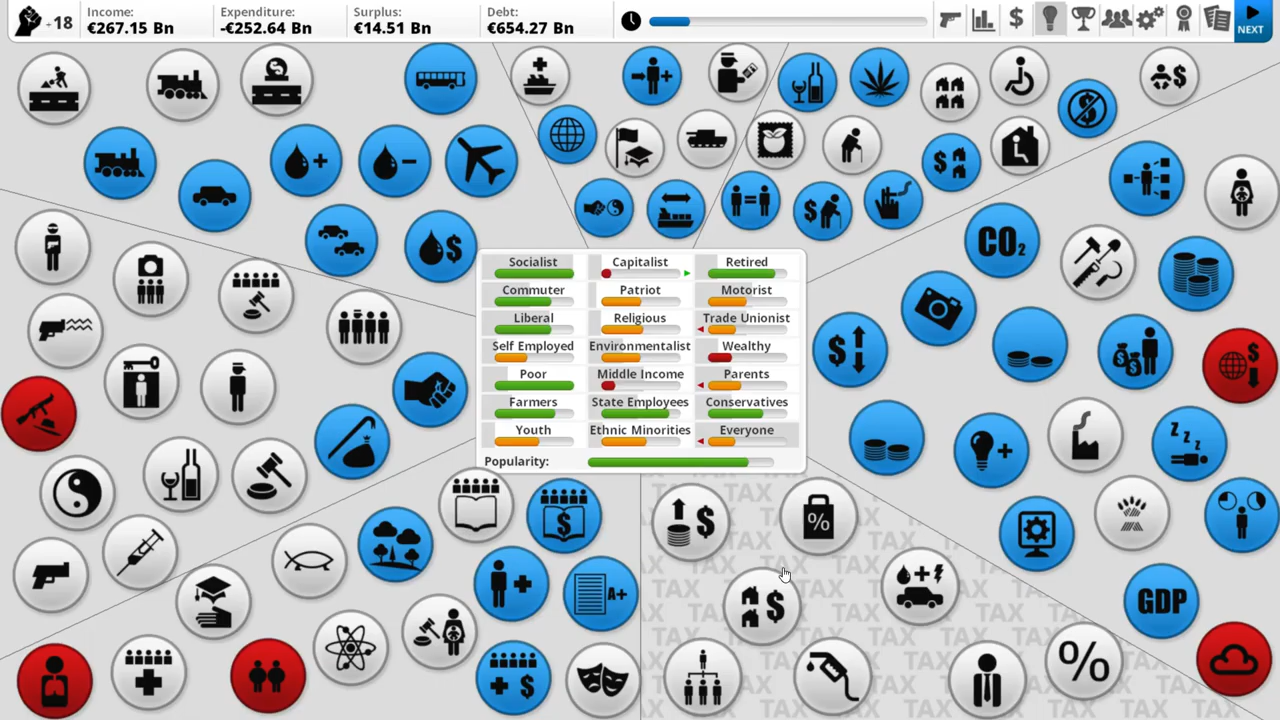 +18
Income:
€267.15 Bn
Expenditure:
-€252.64 Bn
Surplus:
€14.51 Bn
Debt:
€654.27 Bn
$
NEXT
Socialist
Capitalist
Retired
Commuter
Patriot
Motorist
Liberal
Religious
Trade Unionist
Self Employed
Environmentalist
Wealthy
Poor
Middle Income
Parents
Farmers
State Employees
Conservatives
Youth
Ethnic Minorities
Everyone
Popularity:
CO₂
A+
GDP
Z Z Z
%
%
TAX TAX TAX